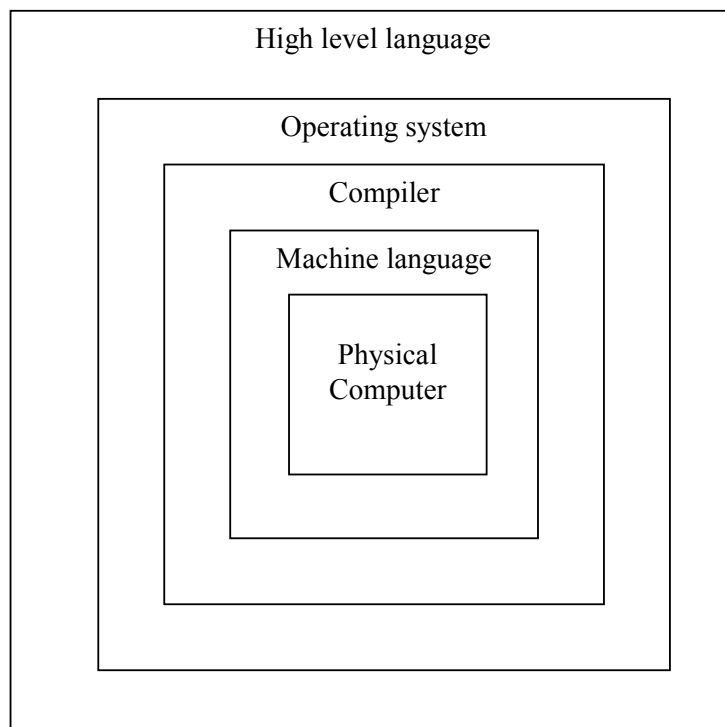 High level language
Operating system
Compiler
Machine language
Physical
Computer